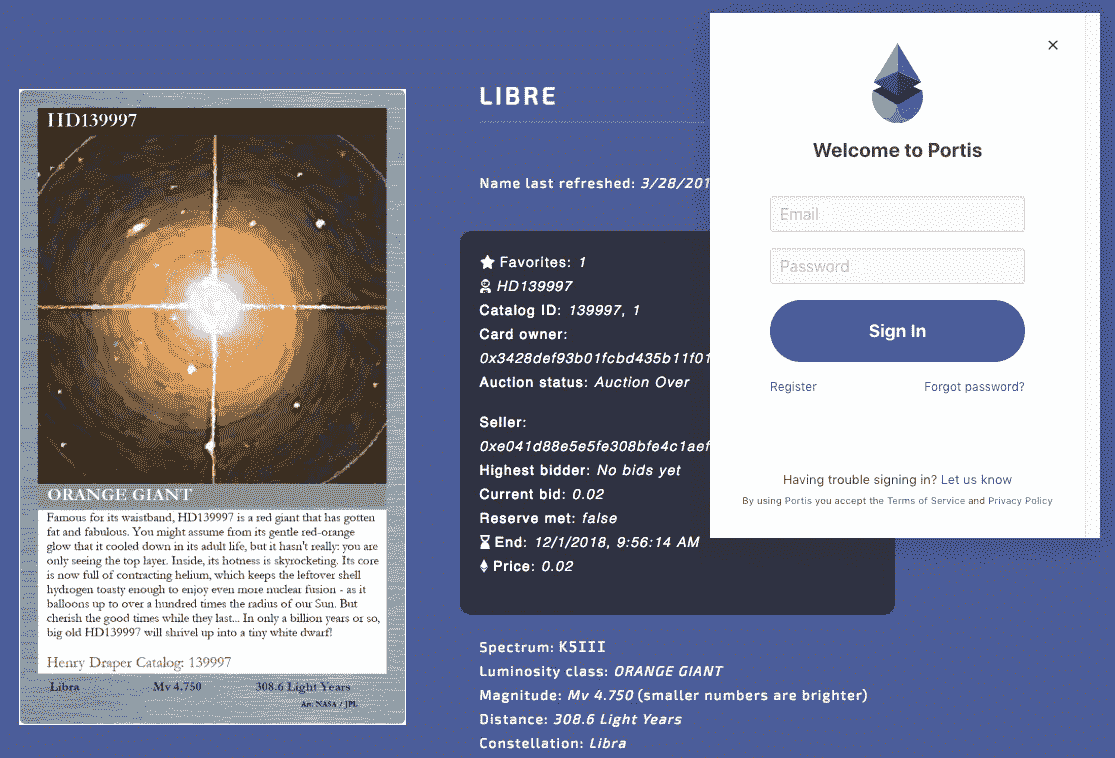 HD139997
ORANGE GIANT
Famous for its waistband, HD139997 is a red giant that has gotten
fat and fabulous. You might assume from its gentle red-orange
glow that it cooled down in its adult life, but it hasn't really: you are
only seeing the top layer. Inside, its hotness is skyrocketing. Its core
is now full of contracting helium, which keeps the leftover shell
hydrogen toasty enough to enjoy even more nuclear fusion - as it
balloons up to over a hundred times the radius of our Sun. But
cherish the good times while they last... In only a billion years or so,
big old HD139997 will shrivel up into a tiny white dwarf!
Henry Draper Catalog: 139997
Libra Mv 4.750 308.6 Light Years
Art: NASA / JPL
LIBRE
Name last refreshed: 3/28/201
Favorites: 1
HD139997
Catalog ID: 139997, 1
Card owner:
0x3428def93b01fcbd435b11f01
Auction status: Auction Over
Seller:
0xe041d88e5e5fe308bfe4c1aef
Highest bidder: No bids yet
Current bid: 0.02
Reserve met: false
End: 12/1/2018, 9:56:14 AM
Price: 0.02
Spectrum: K5III
Luminosity class: ORANGE GIANT
Magnitude: Mv 4.750 (smaller numbers are brighter)
Distance: 308.6 Light Years
Constellation: Libra
Welcome to Portis
Email
Password
Sign In
Register Forgot password?
Having trouble signing in? Let us know
By using Portis you accept the Terms of Service and Privacy Policy